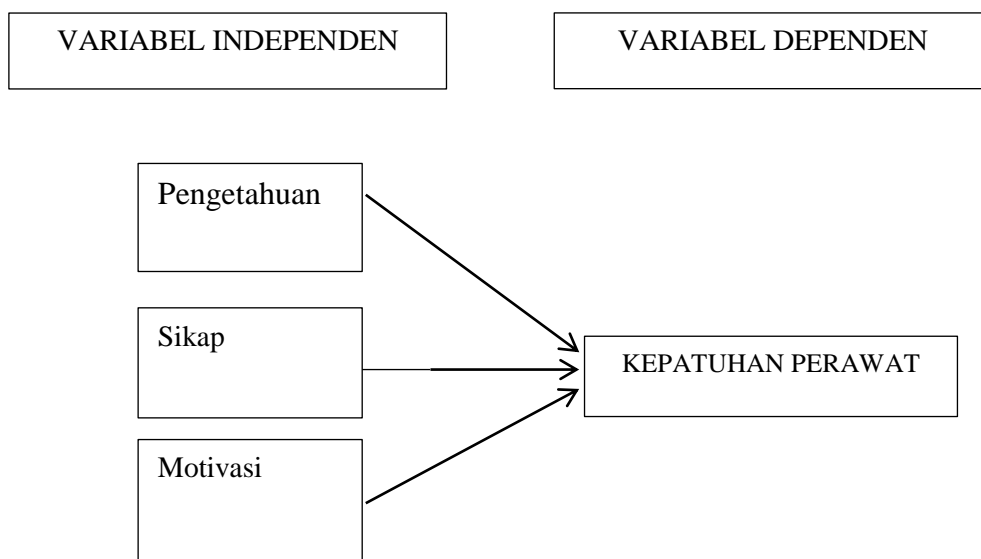 VARIABEL INDEPENDEN
VARIABEL DEPENDEN
Pengetahuan
Sikap
KEPATUHAN PERAWAT
Motivasi